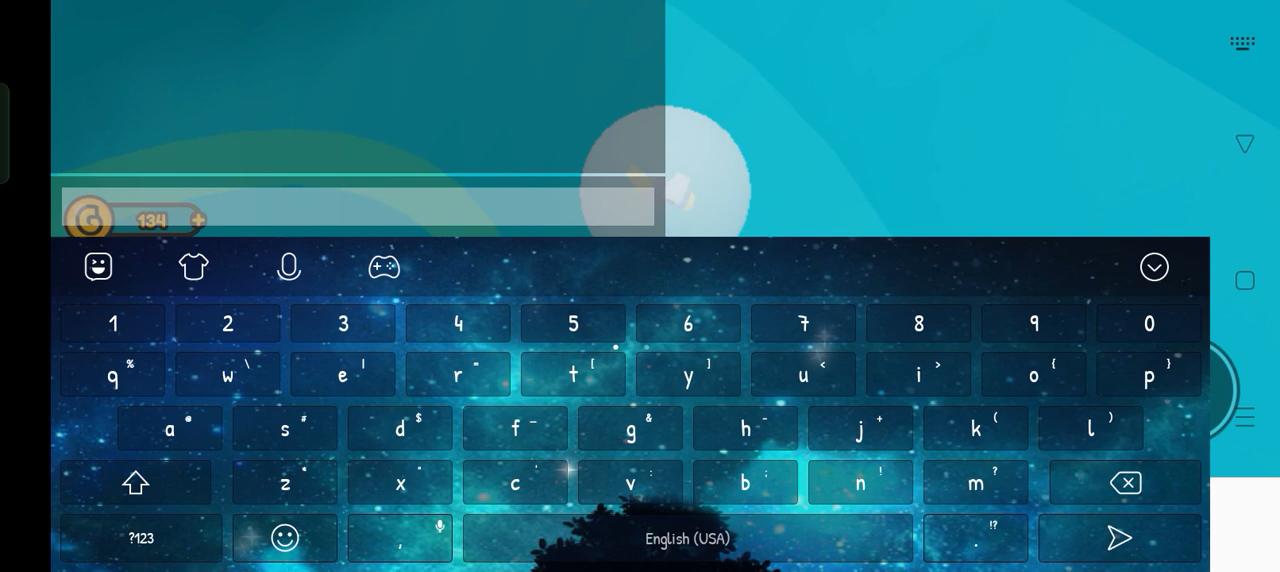 G 134 +
1 2 3 4 5 6 7 8 9 0
q % w \ e | r = t [ y ] u < i > o { p }
a @ s # d $ f _ g & h - j + k ( l )
z * x " c ' v : b ; n ! m ?
?123 , English (USA) . !?